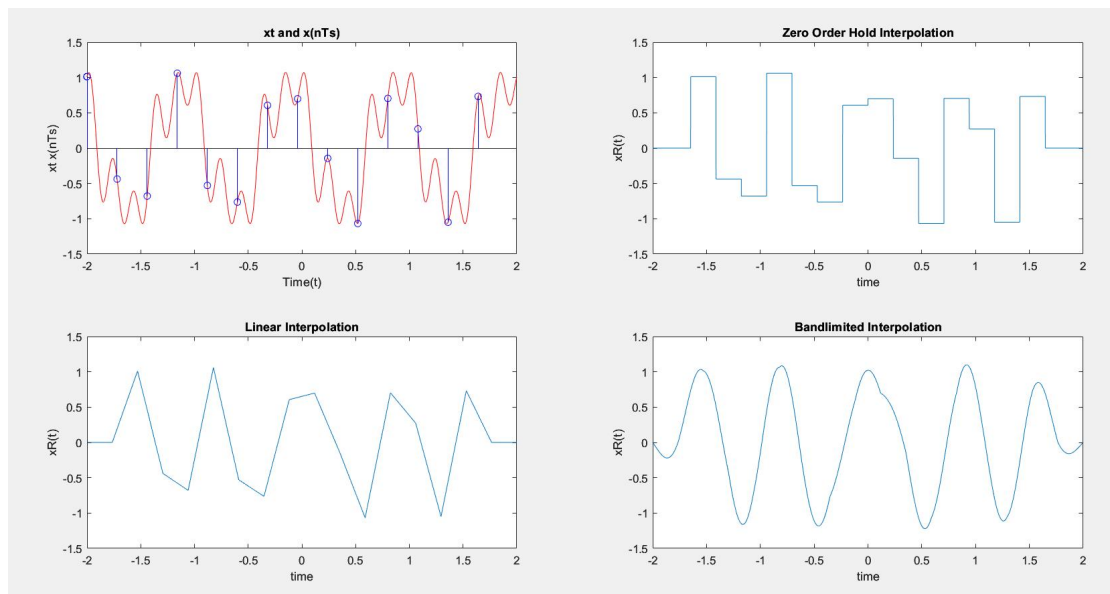 xt and x(nTs)
1.5
1
0.5
0
-0.5
-1
-1.5
xt x(nTs)
-2 -1.5 -1 -0.5 0 0.5 1 1.5 2
Time(t)
Zero Order Hold Interpolation
1.5
1
0.5
0
-0.5
-1
-1.5
xR(t)
-2 -1.5 -1 -0.5 0 0.5 1 1.5 2
time
Linear Interpolation
1.5
1
0.5
0
-0.5
-1
-1.5
xR(t)
-2 -1.5 -1 -0.5 0 0.5 1 1.5 2
time
Bandlimited Interpolation
1.5
1
0.5
0
-0.5
-1
-1.5
xR(t)
-2 -1.5 -1 -0.5 0 0.5 1 1.5 2
time